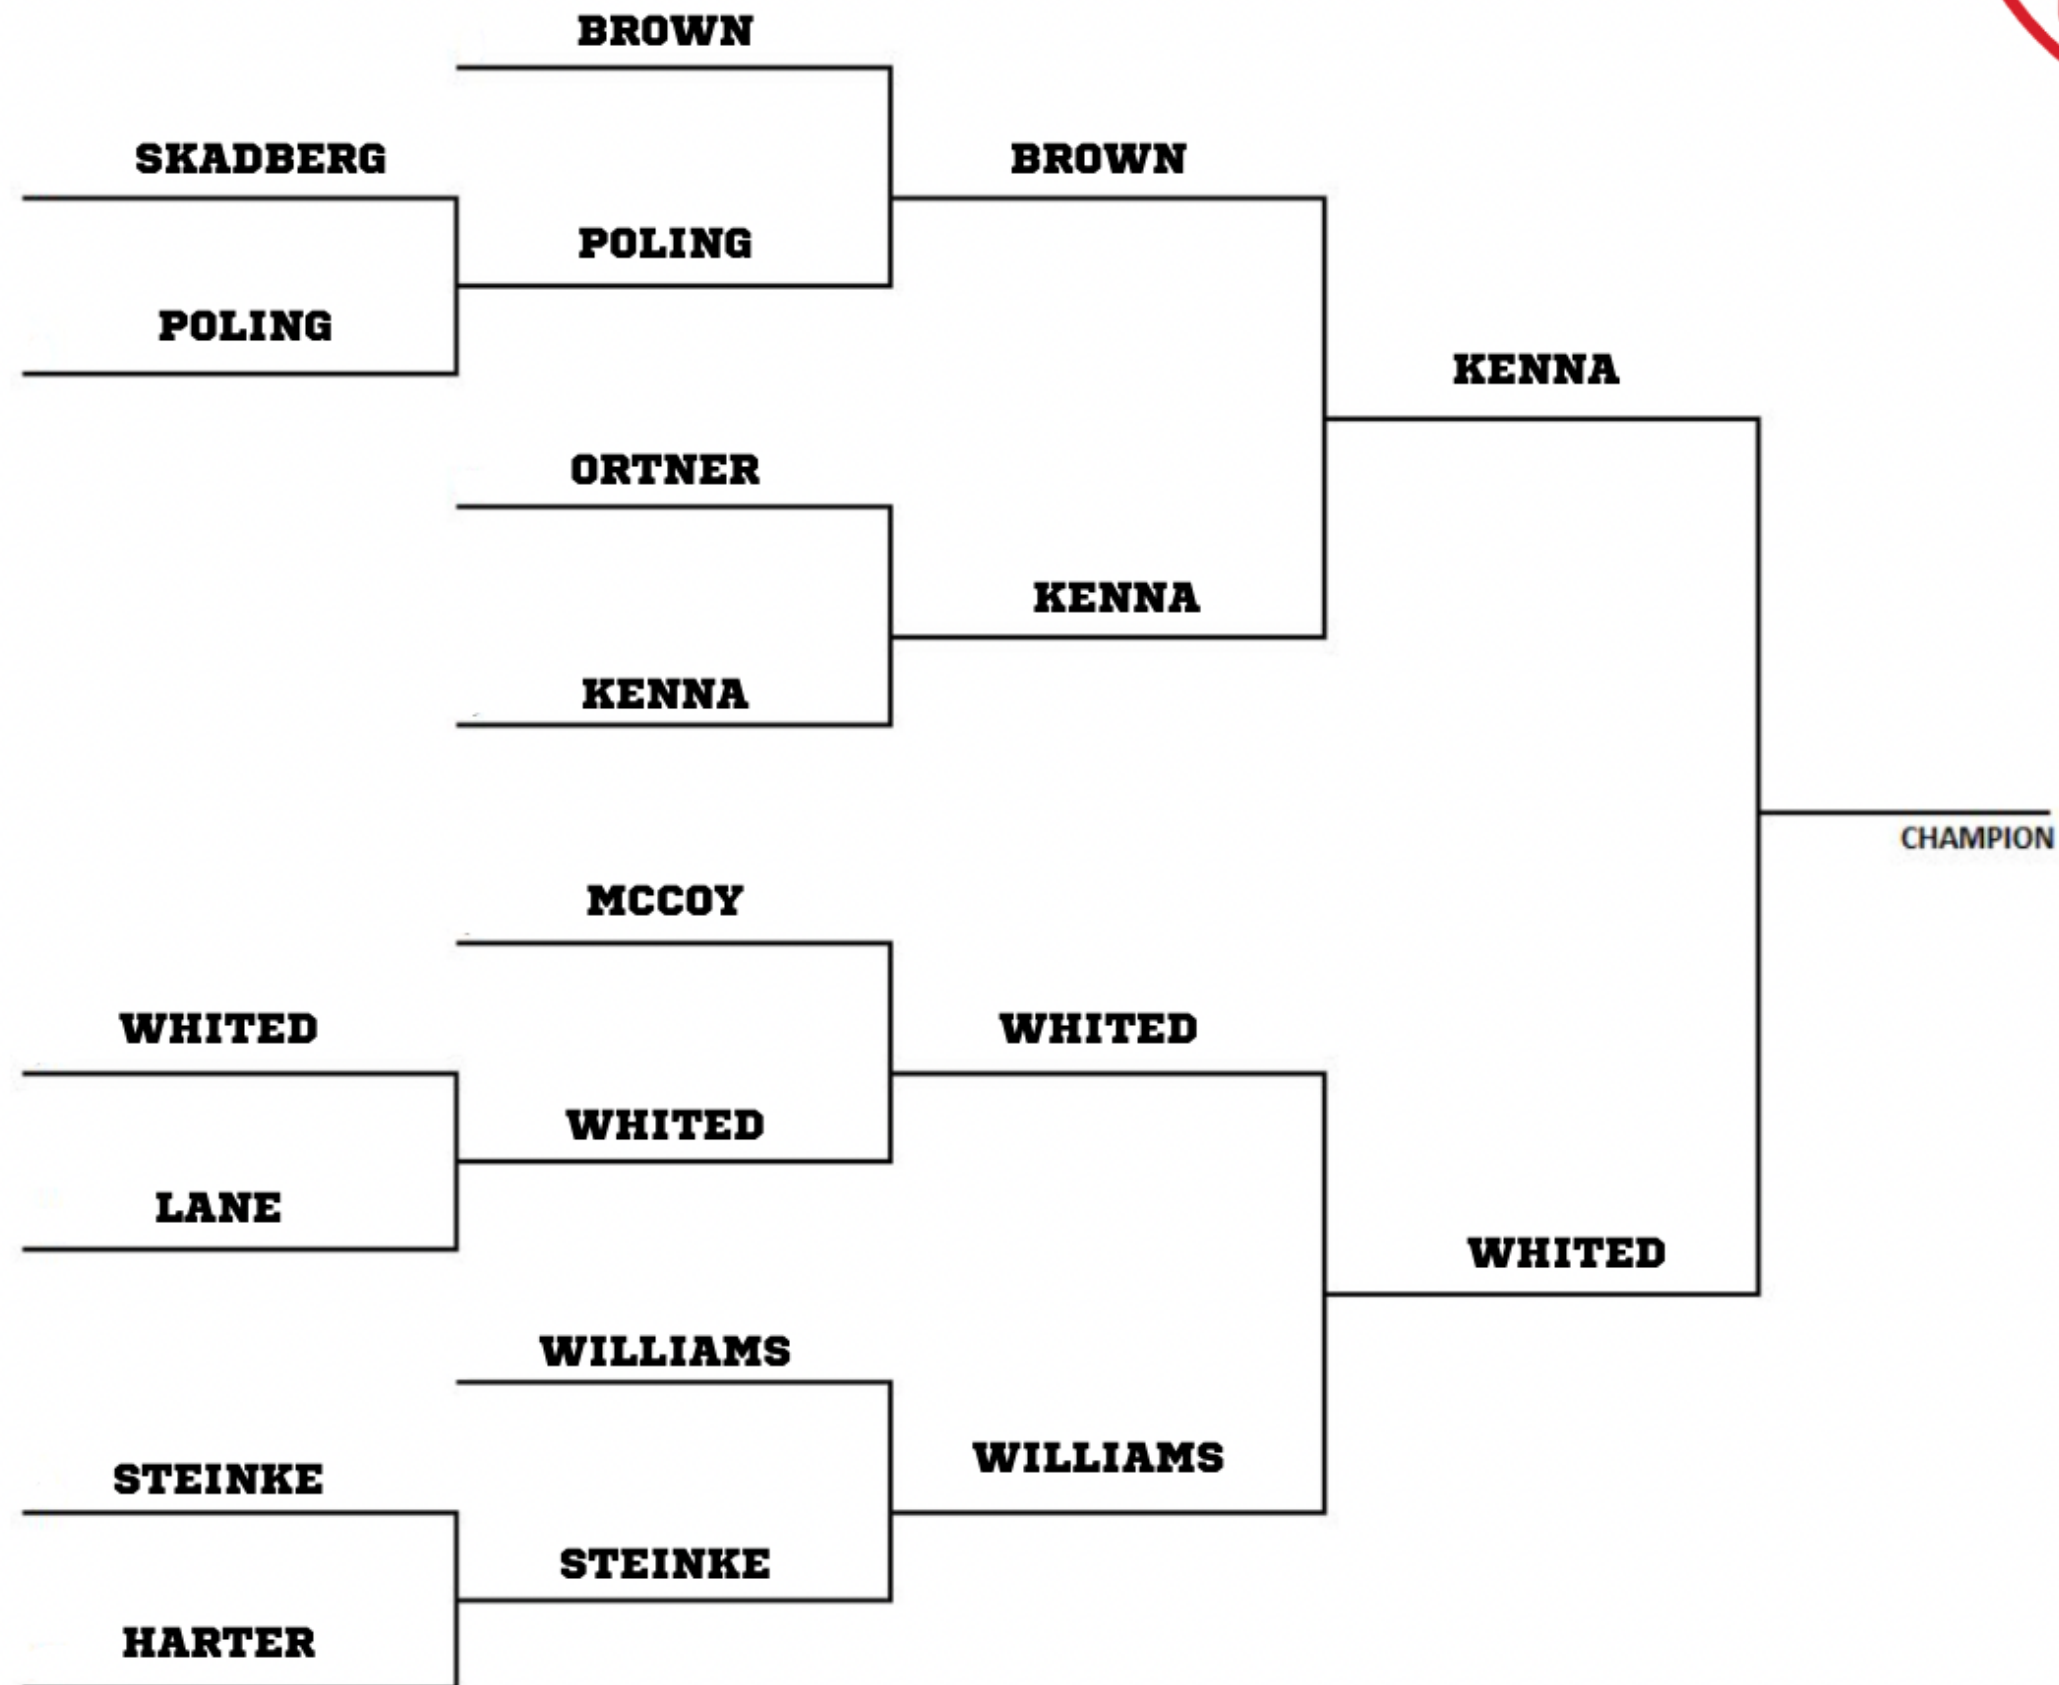 BROWN
SKADBERG
BROWN
POLING
POLING
KENNA
ORTNER
KENNA
KENNA
CHAMPION
MCCOY
WHITED
WHITED
WHITED
LANE
WHITED
WILLIAMS
WILLIAMS
STEINKE
STEINKE
HARTER